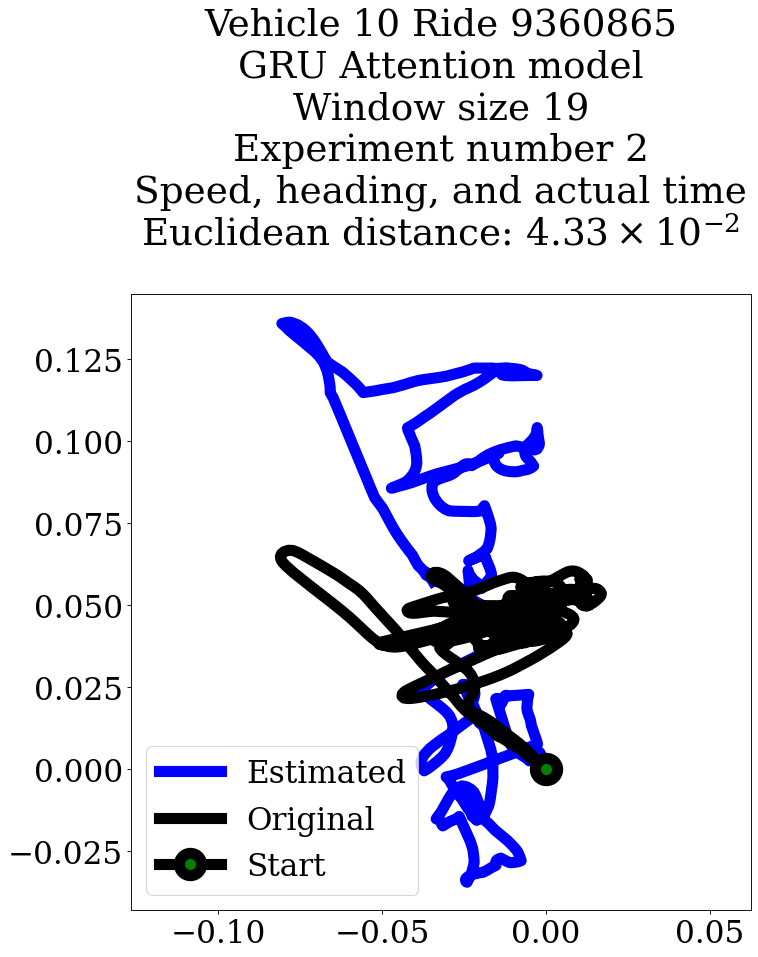 Vehicle 10 Ride 9360865
GRU Attention model
Window size 19
Experiment number 2
Speed, heading, and actual time
Euclidean distance: 4.33 × 10⁻²
0.125
0.100
0.075
0.050
0.025
0.000
−0.025
Estimated
Original
Start
−0.10
−0.05
0.00
0.05